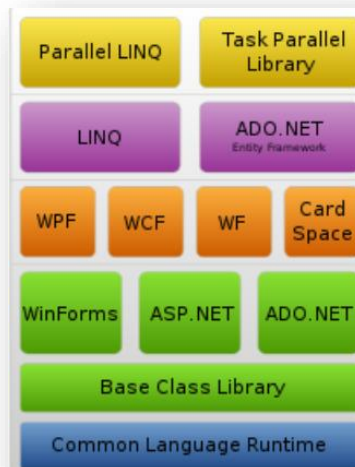 Parallel LINQ
Task Parallel
Library
LINQ
ADO.NET
Entity Framework
WPF
WCF
WF
Card
Space
WinForms
ASP.NET
ADO.NET
Base Class Library
Common Language Runtime